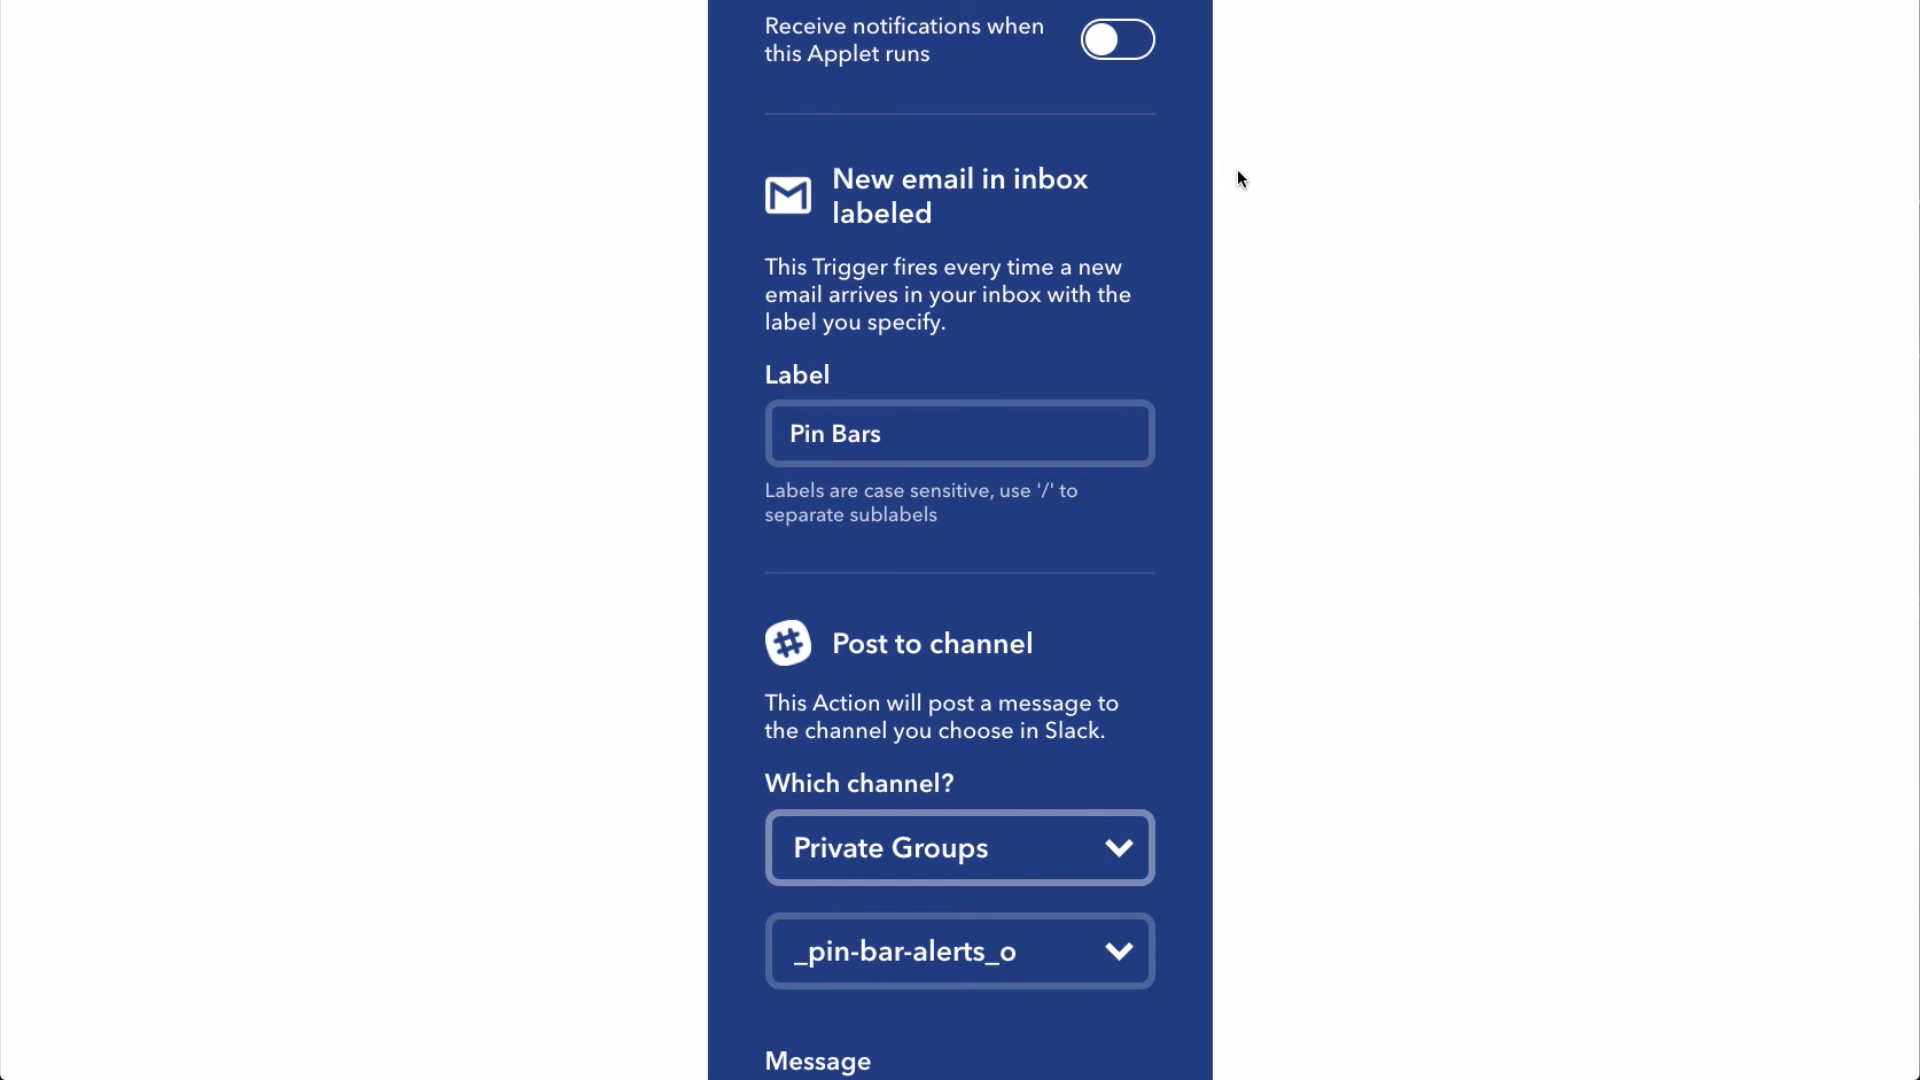 Receive notifications when
this Applet runs
New email in inbox
labeled
This Trigger fires every time a new
email arrives in your inbox with the
label you specify.
Label
Pin Bars
Labels are case sensitive, use '/' to
separate sublabels
Post to channel
This Action will post a message to
the channel you choose in Slack.
Which channel?
Private Groups
_pin-bar-alerts_o
Message